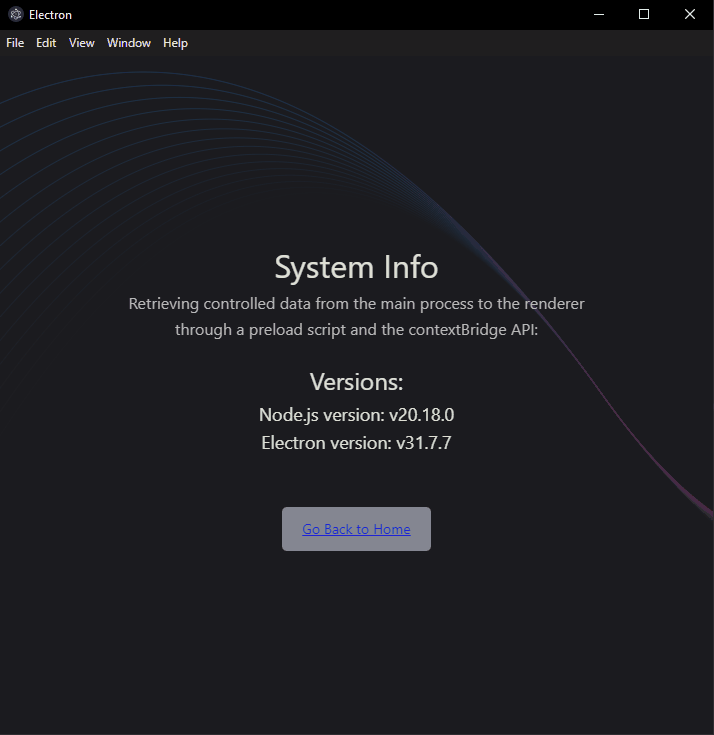 Electron
File Edit View Window Help
System Info
Retrieving controlled data from the main process to the renderer
through a preload script and the contextBridge API:
Versions:
Node.js version: v20.18.0
Electron version: v31.7.7
Go Back to Home